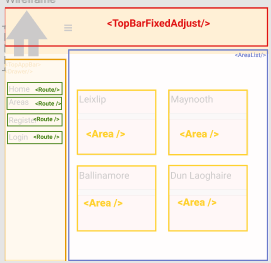 Wireframe
<TopBarFixedAdjust/>
<AreaList/>
Home <Route/>
Areas <Route />
Register <Route />
Login <Route />
Leixlip
<Area />
Maynooth
<Area />
Ballinamore
<Area />
Dun Laoghaire
<Area />